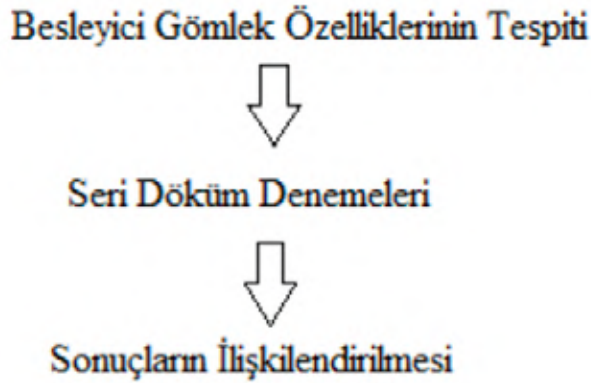 Besleyici Gömlek Özelliklerinin Tespiti
Seri Döküm Denemeleri
Sonuçların İlişkilendirilmesi